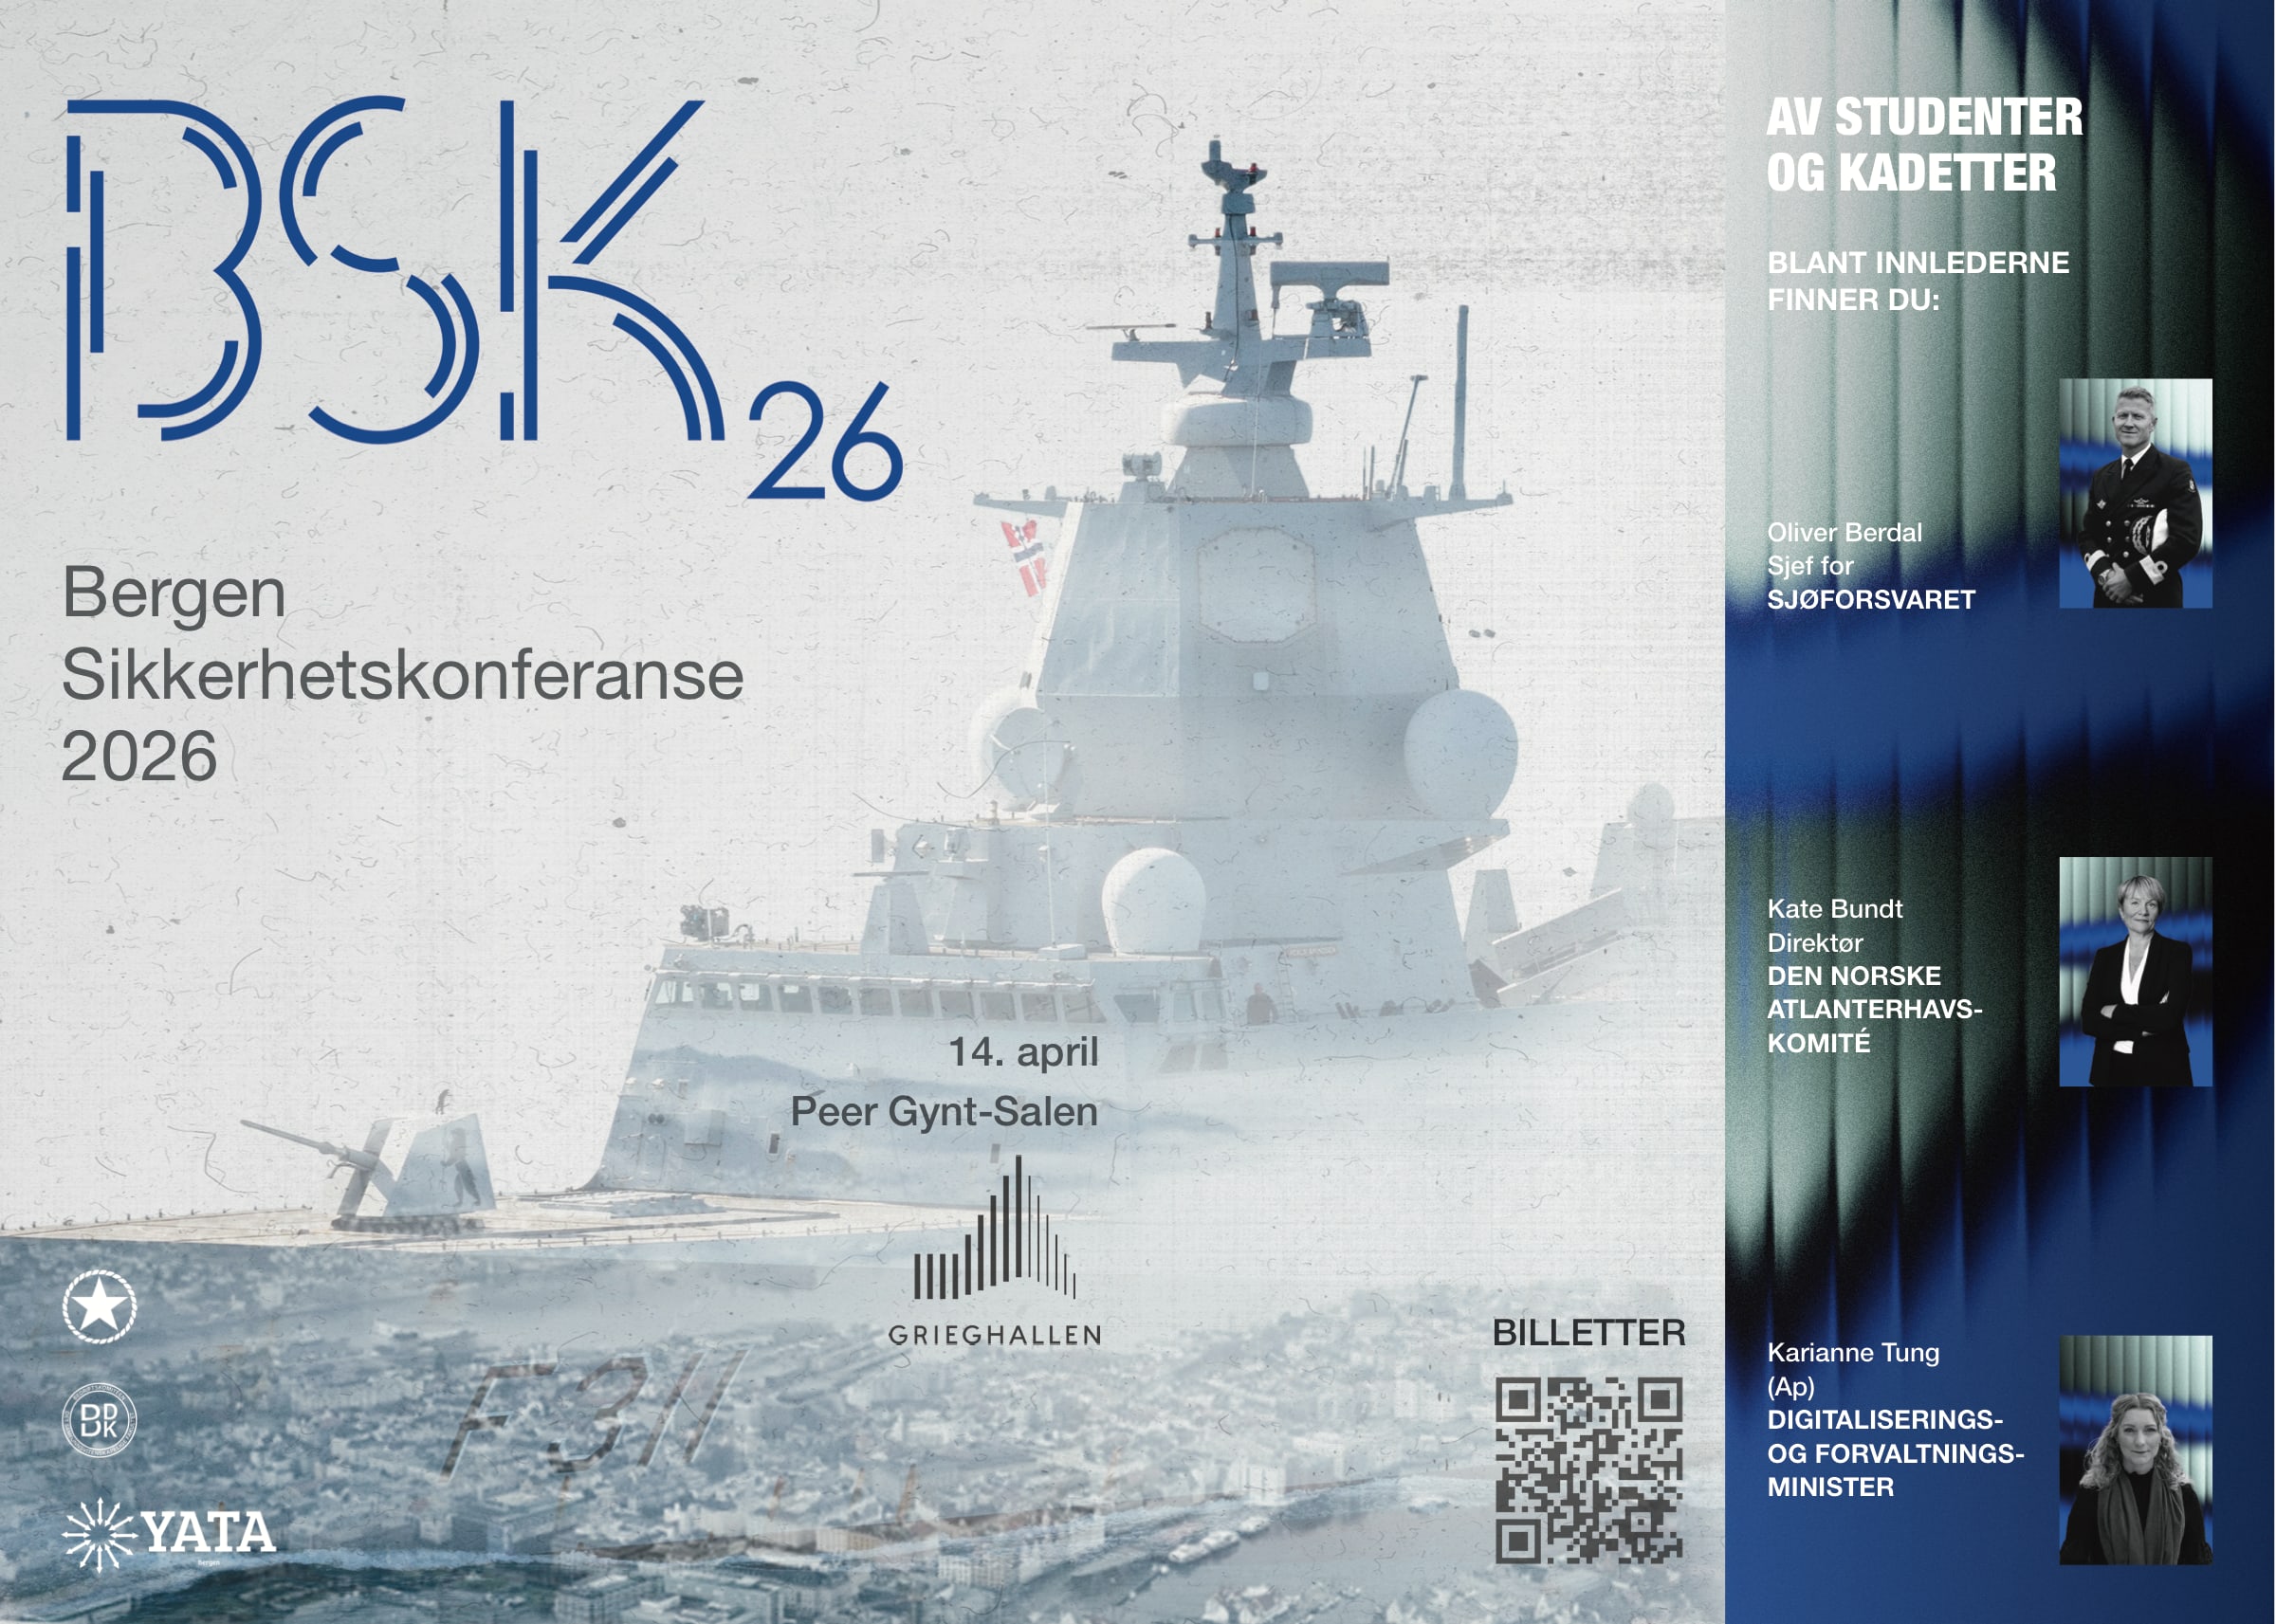 BSK 26
Bergen
Sikkerhetskonferanse
2026
14. april
Peer Gynt-Salen
GRIEGHALLEN
BILLETTER
F311
YATA
bergen
AV STUDENTER
OG KADETTER
BLANT INNLEDERNE
FINNER DU:
Oliver Berdal
Sjef for
SJØFORSVARET
Kate Bundt
Direktør
DEN NORSKE
ATLANTERHAVS-
KOMITÉ
Karianne Tung
(Ap)
DIGITALISERINGS-
OG FORVALTNINGS-
MINISTER